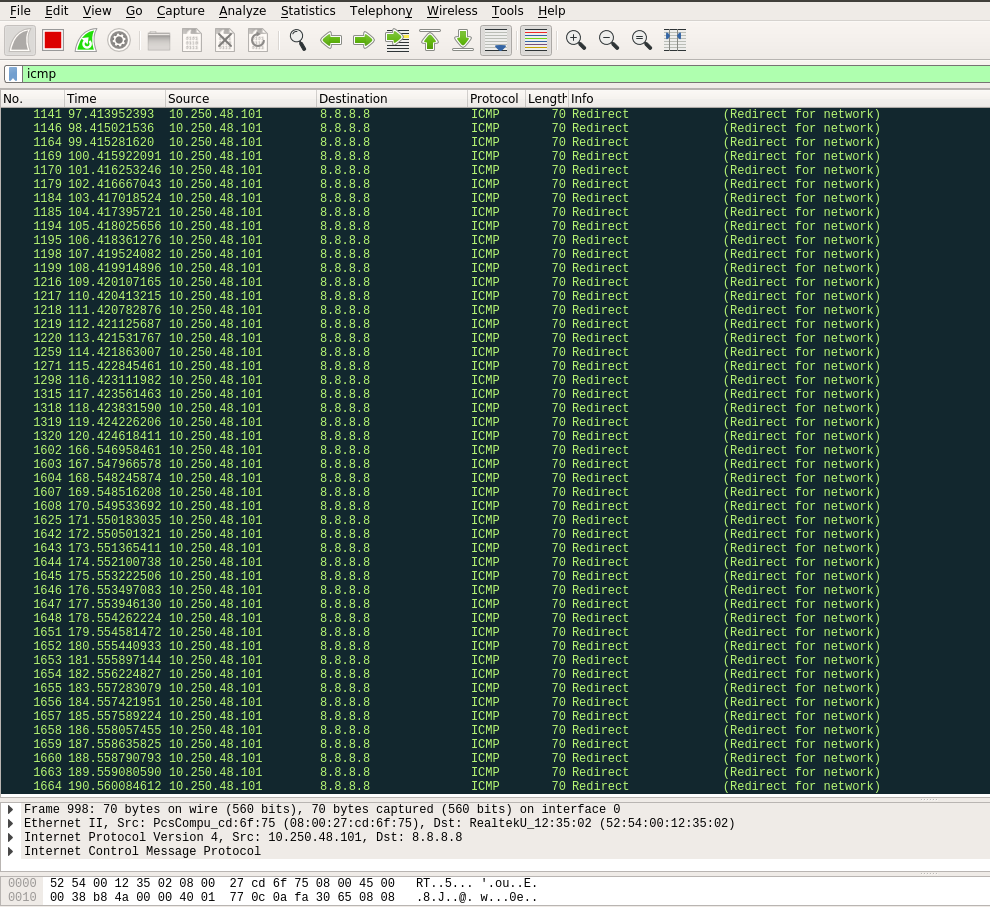 File Edit View Go Capture Analyze Statistics Telephony Wireless Tools Help
icmp
No. Time Source Destination Protocol Length Info
1141 97.413952393 10.250.48.101 8.8.8.8 ICMP 70 Redirect (Redirect for network)
1146 98.415021536 10.250.48.101 8.8.8.8 ICMP 70 Redirect (Redirect for network)
1164 99.415281620 10.250.48.101 8.8.8.8 ICMP 70 Redirect (Redirect for network)
1169 100.415922091 10.250.48.101 8.8.8.8 ICMP 70 Redirect (Redirect for network)
1170 101.416253246 10.250.48.101 8.8.8.8 ICMP 70 Redirect (Redirect for network)
1179 102.416667043 10.250.48.101 8.8.8.8 ICMP 70 Redirect (Redirect for network)
1184 103.417018524 10.250.48.101 8.8.8.8 ICMP 70 Redirect (Redirect for network)
1185 104.417395721 10.250.48.101 8.8.8.8 ICMP 70 Redirect (Redirect for network)
1194 105.418025656 10.250.48.101 8.8.8.8 ICMP 70 Redirect (Redirect for network)
1195 106.418361276 10.250.48.101 8.8.8.8 ICMP 70 Redirect (Redirect for network)
1198 107.419524082 10.250.48.101 8.8.8.8 ICMP 70 Redirect (Redirect for network)
1199 108.419914896 10.250.48.101 8.8.8.8 ICMP 70 Redirect (Redirect for network)
1216 109.420107165 10.250.48.101 8.8.8.8 ICMP 70 Redirect (Redirect for network)
1217 110.420413215 10.250.48.101 8.8.8.8 ICMP 70 Redirect (Redirect for network)
1218 111.420782876 10.250.48.101 8.8.8.8 ICMP 70 Redirect (Redirect for network)
1219 112.421125687 10.250.48.101 8.8.8.8 ICMP 70 Redirect (Redirect for network)
1220 113.421531767 10.250.48.101 8.8.8.8 ICMP 70 Redirect (Redirect for network)
1259 114.421863007 10.250.48.101 8.8.8.8 ICMP 70 Redirect (Redirect for network)
1271 115.422845461 10.250.48.101 8.8.8.8 ICMP 70 Redirect (Redirect for network)
1298 116.423111982 10.250.48.101 8.8.8.8 ICMP 70 Redirect (Redirect for network)
1315 117.423561463 10.250.48.101 8.8.8.8 ICMP 70 Redirect (Redirect for network)
1318 118.423831590 10.250.48.101 8.8.8.8 ICMP 70 Redirect (Redirect for network)
1319 119.424226206 10.250.48.101 8.8.8.8 ICMP 70 Redirect (Redirect for network)
1320 120.424618411 10.250.48.101 8.8.8.8 ICMP 70 Redirect (Redirect for network)
1602 166.546958461 10.250.48.101 8.8.8.8 ICMP 70 Redirect (Redirect for network)
1603 167.547966578 10.250.48.101 8.8.8.8 ICMP 70 Redirect (Redirect for network)
1604 168.548245874 10.250.48.101 8.8.8.8 ICMP 70 Redirect (Redirect for network)
1607 169.548516208 10.250.48.101 8.8.8.8 ICMP 70 Redirect (Redirect for network)
1608 170.549533692 10.250.48.101 8.8.8.8 ICMP 70 Redirect (Redirect for network)
1625 171.550183035 10.250.48.101 8.8.8.8 ICMP 70 Redirect (Redirect for network)
1642 172.550501321 10.250.48.101 8.8.8.8 ICMP 70 Redirect (Redirect for network)
1643 173.551365411 10.250.48.101 8.8.8.8 ICMP 70 Redirect (Redirect for network)
1644 174.552100738 10.250.48.101 8.8.8.8 ICMP 70 Redirect (Redirect for network)
1645 175.553222506 10.250.48.101 8.8.8.8 ICMP 70 Redirect (Redirect for network)
1646 176.553497083 10.250.48.101 8.8.8.8 ICMP 70 Redirect (Redirect for network)
1647 177.553946130 10.250.48.101 8.8.8.8 ICMP 70 Redirect (Redirect for network)
1648 178.554262224 10.250.48.101 8.8.8.8 ICMP 70 Redirect (Redirect for network)
1651 179.554581472 10.250.48.101 8.8.8.8 ICMP 70 Redirect (Redirect for network)
1652 180.555440933 10.250.48.101 8.8.8.8 ICMP 70 Redirect (Redirect for network)
1653 181.555897144 10.250.48.101 8.8.8.8 ICMP 70 Redirect (Redirect for network)
1654 182.556224827 10.250.48.101 8.8.8.8 ICMP 70 Redirect (Redirect for network)
1655 183.557283079 10.250.48.101 8.8.8.8 ICMP 70 Redirect (Redirect for network)
1656 184.557421951 10.250.48.101 8.8.8.8 ICMP 70 Redirect (Redirect for network)
1657 185.557589224 10.250.48.101 8.8.8.8 ICMP 70 Redirect (Redirect for network)
1658 186.558057455 10.250.48.101 8.8.8.8 ICMP 70 Redirect (Redirect for network)
1659 187.558635825 10.250.48.101 8.8.8.8 ICMP 70 Redirect (Redirect for network)
1660 188.558790793 10.250.48.101 8.8.8.8 ICMP 70 Redirect (Redirect for network)
1663 189.559080590 10.250.48.101 8.8.8.8 ICMP 70 Redirect (Redirect for network)
1664 190.560084612 10.250.48.101 8.8.8.8 ICMP 70 Redirect (Redirect for network)
Frame 998: 70 bytes on wire (560 bits), 70 bytes captured (560 bits) on interface 0
Ethernet II, Src: PcsCompu_cd:6f:75 (08:00:27:cd:6f:75), Dst: RealtekU_12:35:02 (52:54:00:12:35:02)
Internet Protocol Version 4, Src: 10.250.48.101, Dst: 8.8.8.8
Internet Control Message Protocol
0000 52 54 00 12 35 02 08 00 27 cd 6f 75 08 00 45 00 RT..5... '.ou..E.
0010 00 38 b8 4a 00 00 40 01 77 0c 0a fa 30 65 08 08 .8.J..@. w...0e..